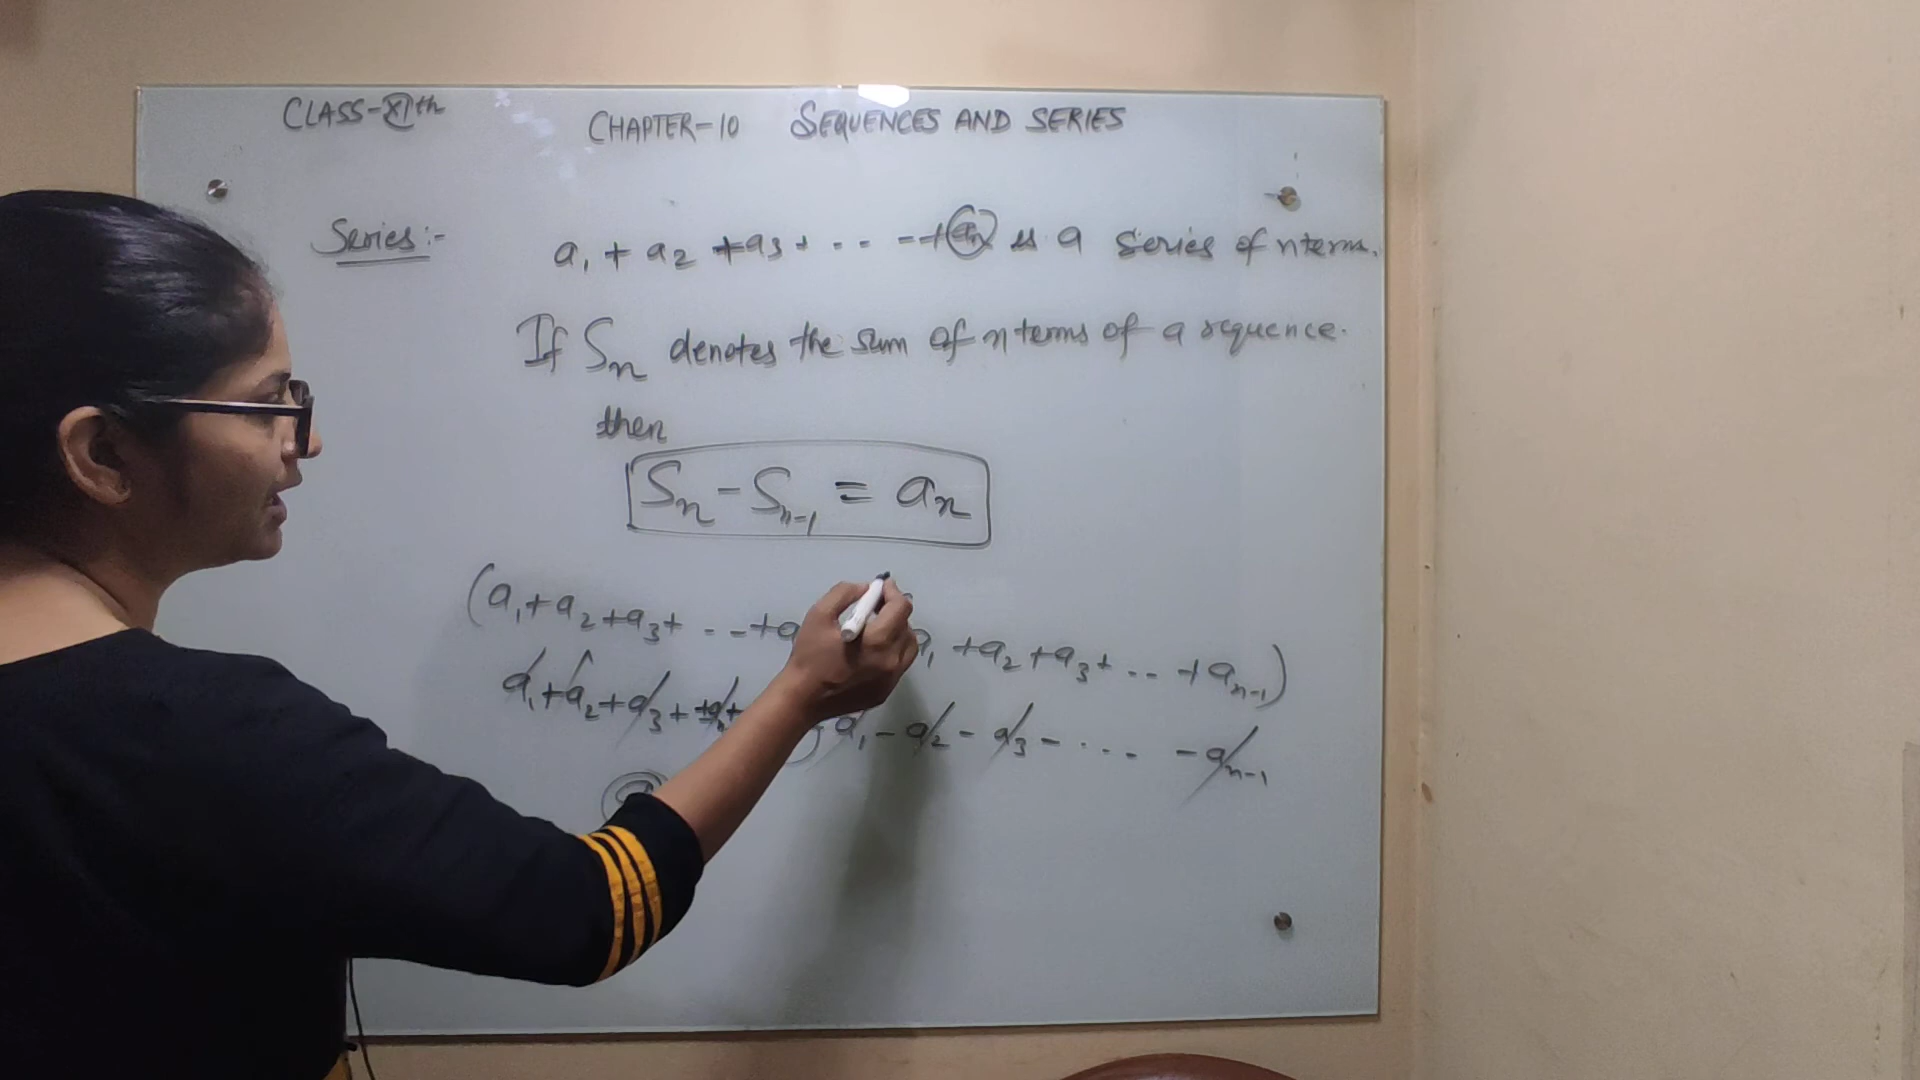 CLASS-XIth
CHAPTER-10 SEQUENCES AND SERIES
Series:- a₁ + a₂ + a₃ + .. -- + aₙ is a series of n terms.
If Sₙ denotes the sum of n terms of a sequence.
then
Sₙ - Sₙ₋₁ = aₙ
(a₁ + a₂ + a₃ + . - - + a a₁ + a₂ + a₃ + ... + aₙ₋₁)
a₁ + a₂ + a₃ + - a₁ - a₂ - a₃ - .... - aₙ₋₁